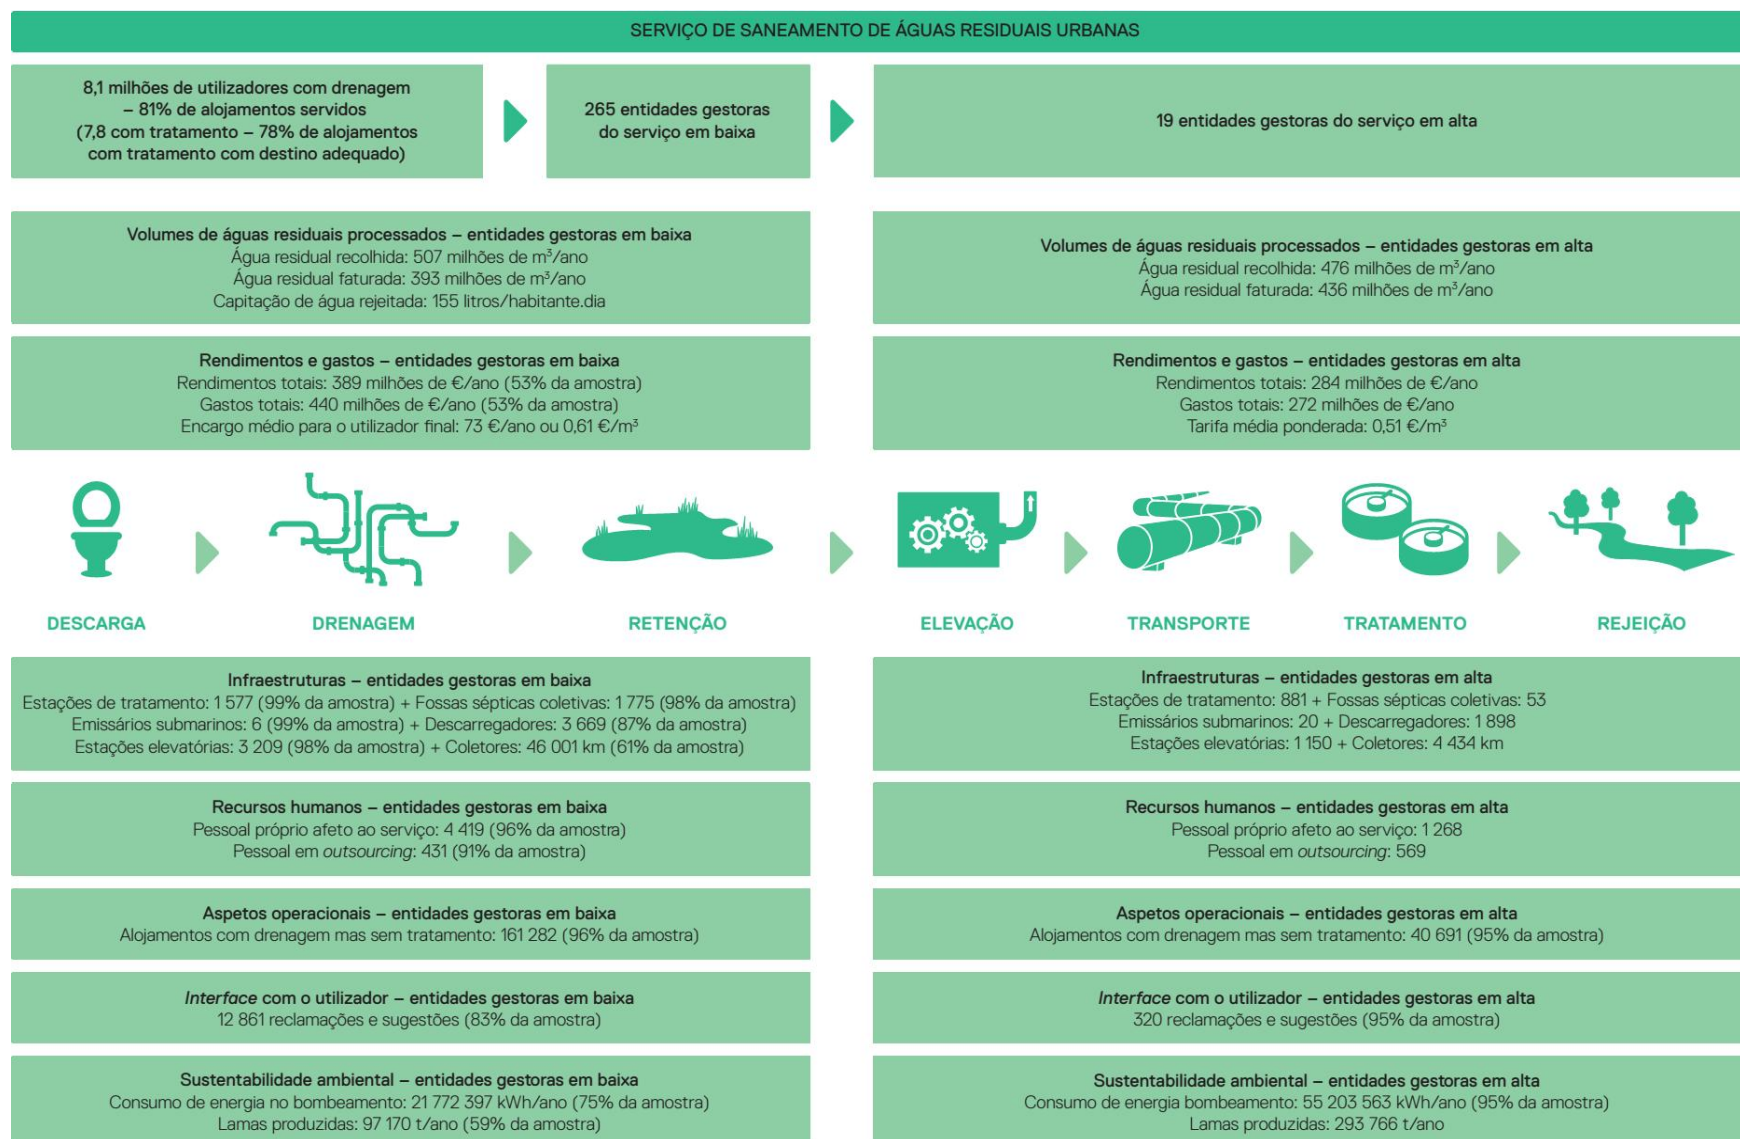 SERVIÇO DE SANEAMENTO DE ÁGUAS RESIDUAIS URBANAS
8,1 milhões de utilizadores com drenagem
– 81% de alojamentos servidos
(7,8 com tratamento – 78% de alojamentos
com tratamento com destino adequado)
265 entidades gestoras
do serviço em baixa
19 entidades gestoras do serviço em alta
Volumes de águas residuais processados – entidades gestoras em baixa
Água residual recolhida: 507 milhões de m³/ano
Água residual faturada: 393 milhões de m³/ano
Capitação de água rejeitada: 155 litros/habitante.dia
Volumes de águas residuais processados – entidades gestoras em alta
Água residual recolhida: 476 milhões de m³/ano
Água residual faturada: 436 milhões de m³/ano
Rendimentos e gastos – entidades gestoras em baixa
Rendimentos totais: 389 milhões de €/ano (53% da amostra)
Gastos totais: 440 milhões de €/ano (53% da amostra)
Encargo médio para o utilizador final: 73 €/ano ou 0,61 €/m³
Rendimentos e gastos – entidades gestoras em alta
Rendimentos totais: 284 milhões de €/ano
Gastos totais: 272 milhões de €/ano
Tarifa média ponderada: 0,51 €/m³
DESCARGA
DRENAGEM
RETENÇÃO
ELEVAÇÃO
TRANSPORTE
TRATAMENTO
REJEIÇÃO
Infraestruturas – entidades gestoras em baixa
Estações de tratamento: 1 577 (99% da amostra) + Fossas sépticas coletivas: 1 775 (98% da amostra)
Emissários submarinos: 6 (99% da amostra) + Descarregadores: 3 669 (87% da amostra)
Estações elevatórias: 3 209 (98% da amostra) + Coletores: 46 001 km (61% da amostra)
Infraestruturas – entidades gestoras em alta
Estações de tratamento: 881 + Fossas sépticas coletivas: 53
Emissários submarinos: 20 + Descarregadores: 1 898
Estações elevatórias: 1 150 + Coletores: 4 434 km
Recursos humanos – entidades gestoras em baixa
Pessoal próprio afeto ao serviço: 4 419 (96% da amostra)
Pessoal em outsourcing: 431 (91% da amostra)
Recursos humanos – entidades gestoras em alta
Pessoal próprio afeto ao serviço: 1 268
Pessoal em outsourcing: 569
Aspetos operacionais – entidades gestoras em baixa
Alojamentos com drenagem mas sem tratamento: 161 282 (96% da amostra)
Aspetos operacionais – entidades gestoras em alta
Alojamentos com drenagem mas sem tratamento: 40 691 (95% da amostra)
Interface com o utilizador – entidades gestoras em baixa
12 861 reclamações e sugestões (83% da amostra)
Interface com o utilizador – entidades gestoras em alta
320 reclamações e sugestões (95% da amostra)
Sustentabilidade ambiental – entidades gestoras em baixa
Consumo de energia no bombeamento: 21 772 397 kWh/ano (75% da amostra)
Lamas produzidas: 97 170 t/ano (59% da amostra)
Sustentabilidade ambiental – entidades gestoras em alta
Consumo de energia bombeamento: 55 203 563 kWh/ano (95% da amostra)
Lamas produzidas: 293 766 t/ano